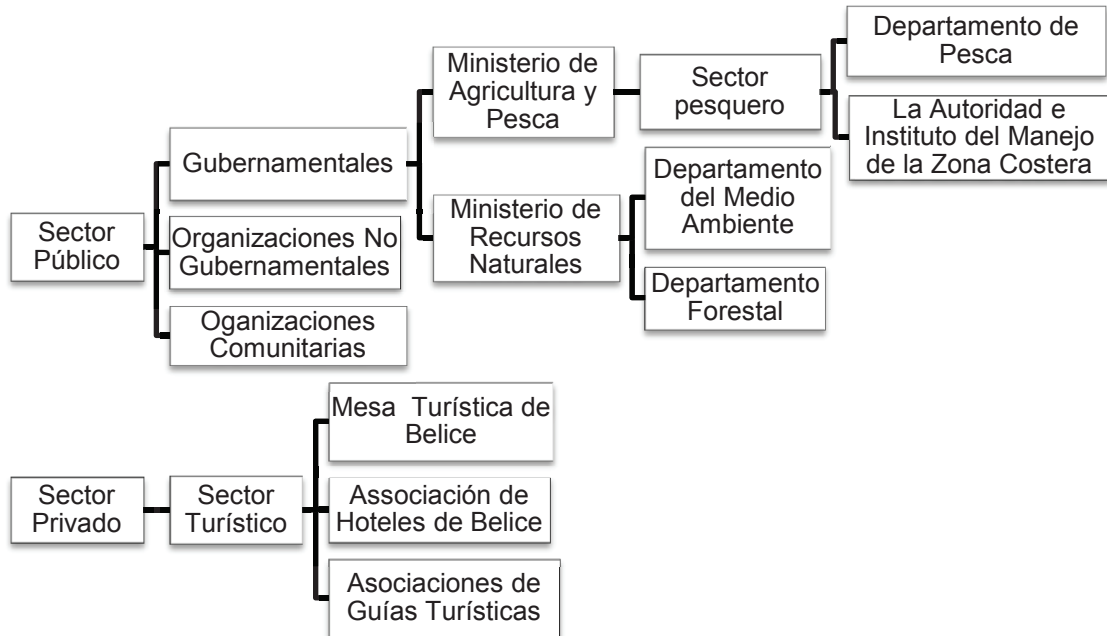 Sector
Público
Gubernamentales
Organizaciones No
Gubernamentales
Oganizaciones
Comunitarias
Ministerio de
Agricultura y
Pesca
Ministerio de
Recursos
Naturales
Sector
pesquero
Departamento de
Pesca
La Autoridad e
Instituto del Manejo
de la Zona Costera
Departamento
del Medio
Ambiente
Departamento
Forestal
Sector
Privado
Sector
Turístico
Mesa Turística de
Belice
Associación de
Hoteles de Belice
Asociaciones de
Guías Turísticas